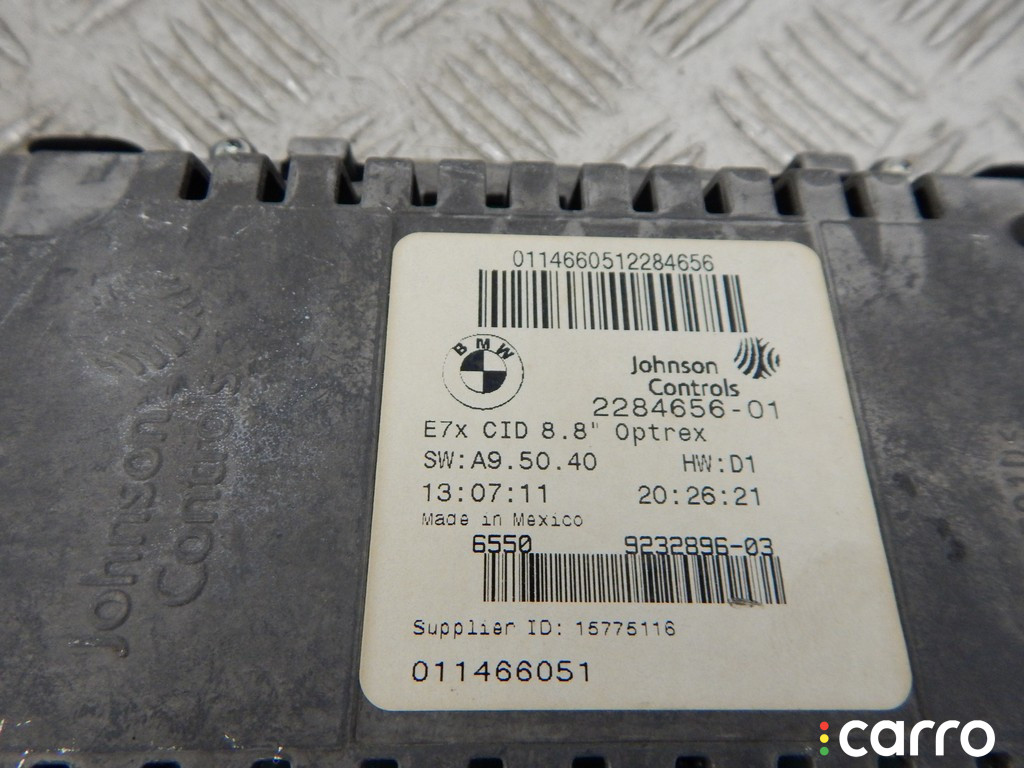 0114660512284656
BMW
Johnson
Controls
2284656-01
E7x CID 8.8" Optrex
SW:A9.50.40 HW:D1
13:07:11 20:26:21
Made in Mexico
6550 9232896-03
Supplier ID: 15775116
011466051
Johnson
Controls
carro